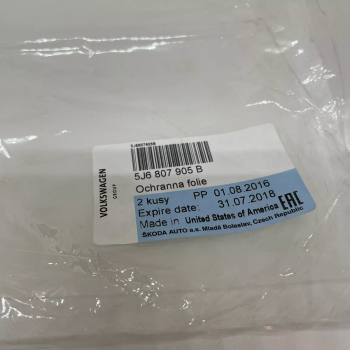 VOLKSWAGEN
GROUP
5J6 807 905 B
Ochranna folie
2 kusy PP 01.08.2016
Expire date: 31.07.2018
Made in United States of America EAC
ŠKODA AUTO a.s. Mladá Boleslav, Czech Republic